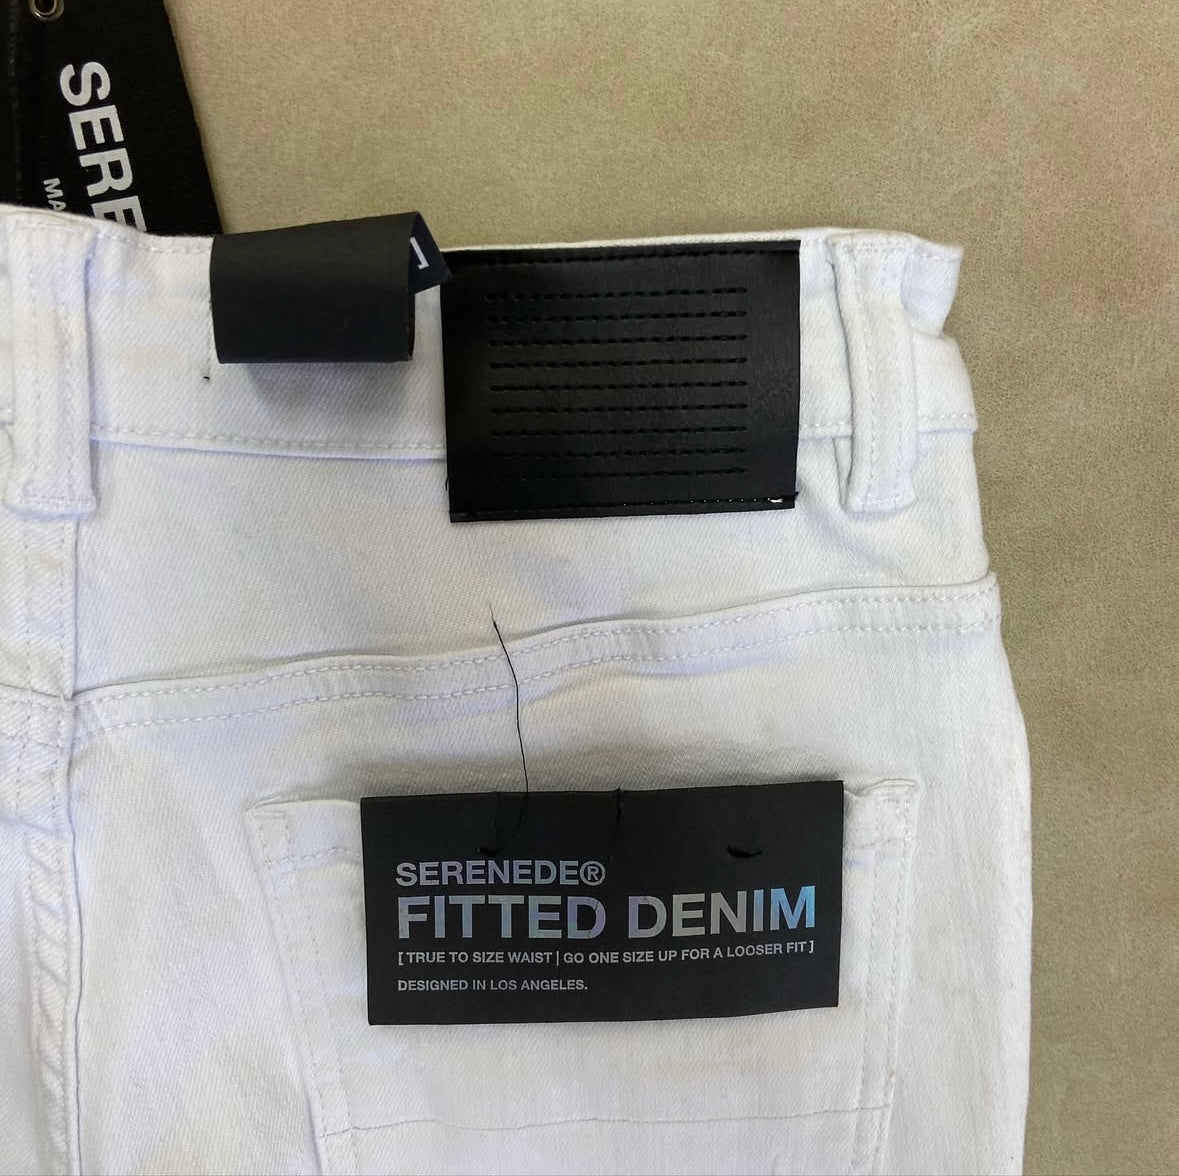 SERE
MA
SERENEDE®
FITTED DENIM
[ TRUE TO SIZE WAIST | GO ONE SIZE UP FOR A LOOSER FIT ]
DESIGNED IN LOS ANGELES.